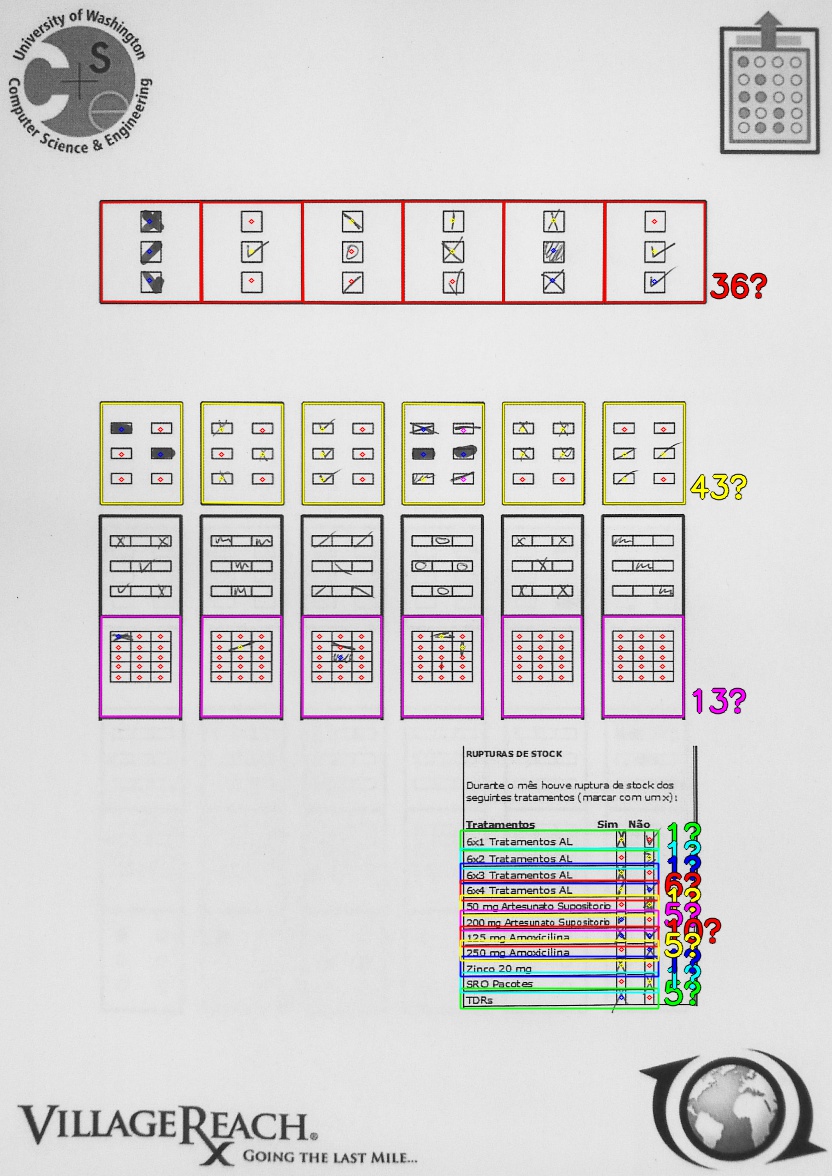 University of Washington
Computer Science & Engineering
C+S
e
36?
43?
13?
RUPTURAS DE STOCK
Durante o mês houve ruptura de stock dos
seguintes tratamentos (marcar com um x):
Tratamentos Sim Não
6x1 Tratamentos AL 1?
6x2 Tratamentos AL 1?
6x3 Tratamentos AL 1?
6x4 Tratamentos AL 6?
50 mg Artesunato Supositorio
200 mg Artesunato Supositorio 5?
125 mg Amoxicilina 10?
250 mg Amoxicilina 5?
Zinco 20 mg
SRO Pacotes 1?
TDRs 5?
VILLAGEREACH®
Rx GOING THE LAST MILE...